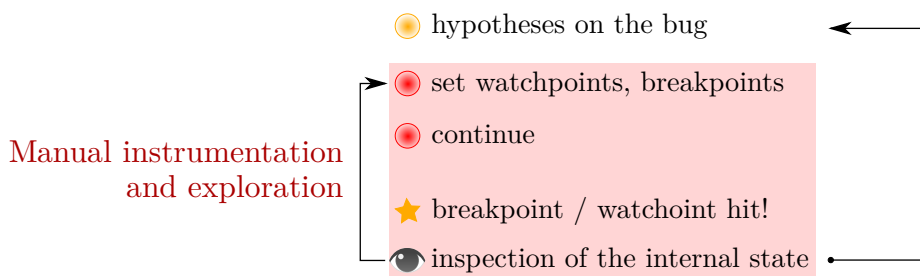 hypotheses on the bug
set watchpoints, breakpoints
continue
Manual instrumentation
and exploration
breakpoint / watchoint hit!
inspection of the internal state